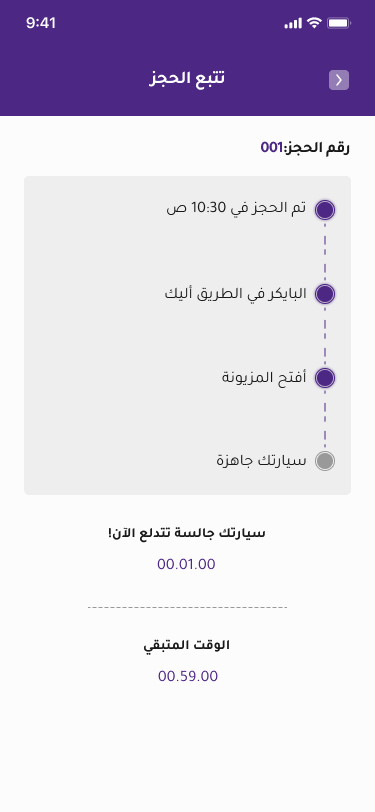 9:41
تتبع الحجز
رقم الحجز:001
تم الحجز في 10:30 ص
البايكر في الطريق أليك
أفتح المزيونة
سيارتك جاهزة
سيارتك جالسة تتدلع الآن!
00.01.00
الوقت المتبقي
00.59.00